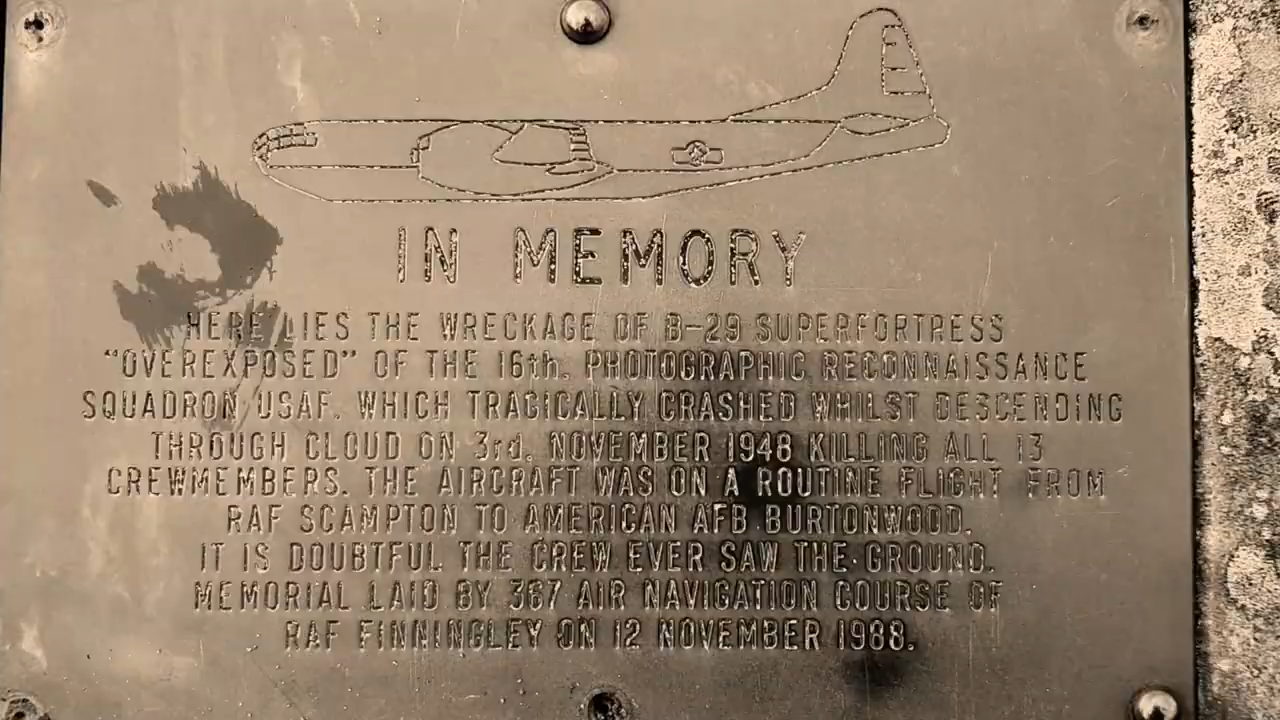 IN MEMORY
HERE LIES THE WRECKAGE OF B-29 SUPERFORTRESS
"OVEREXPOSED" OF THE 16th. PHOTOGRAPHIC RECONNAISSANCE
SQUADRON USAF. WHICH TRAGICALLY CRASHED WHILST DESCENDING
THROUGH CLOUD ON 3rd. NOVEMBER 1948 KILLING ALL 13
CREWMEMBERS. THE AIRCRAFT WAS ON A ROUTINE FLIGHT FROM
RAF SCAMPTON TO AMERICAN AFB BURTONWOOD.
IT IS DOUBTFUL THE CREW EVER SAW THE GROUND.
MEMORIAL LAID BY 367 AIR NAVIGATION COURSE OF
RAF FINNINGLEY ON 12 NOVEMBER 1988.